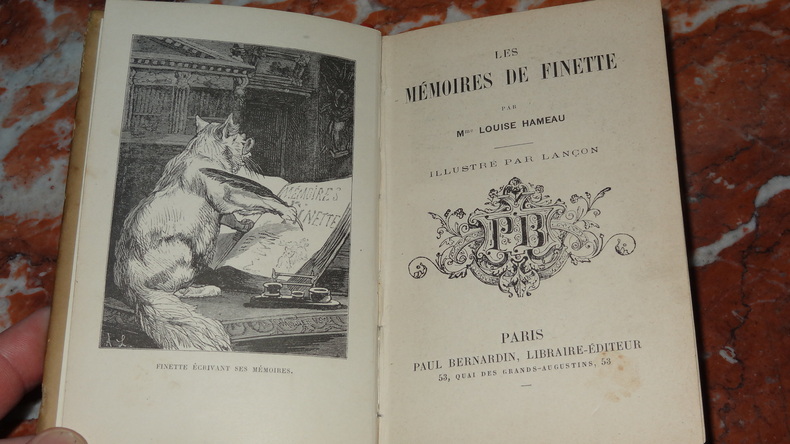 MÉMOIRES
FINETTE
A. L.
FINETTE ÉCRIVANT SES MÉMOIRES.
LES
MÉMOIRES DE FINETTE
PAR
Mme LOUISE HAMEAU
ILLUSTRÉ PAR LANÇON
P & B
PARIS
PAUL BERNARDIN, LIBRAIRE-ÉDITEUR
53, QUAI DES GRANDS-AUGUSTINS, 53